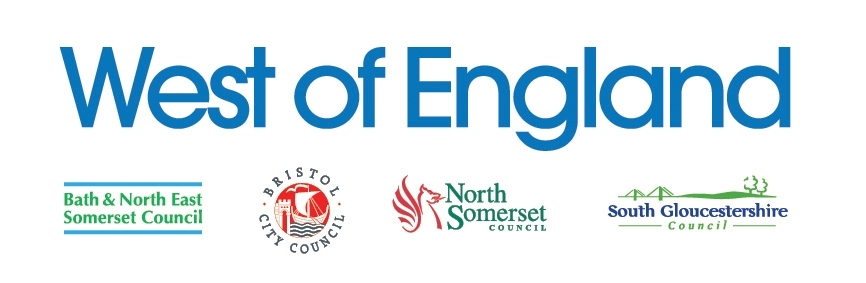 West of England
Bath & North East
Somerset Council
BRISTOL
CITY COUNCIL
North
Somerset
COUNCIL
South Gloucestershire
Council